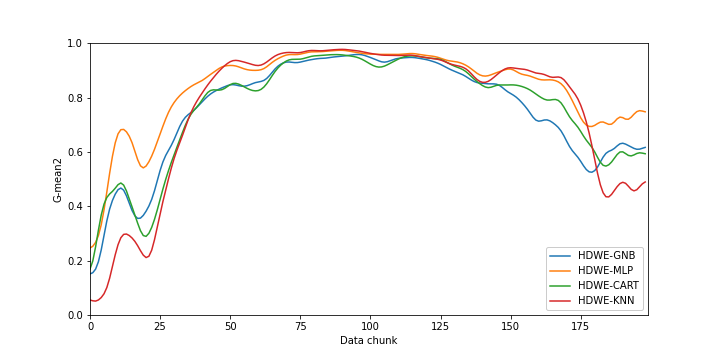 1.0
0.8
0.6
0.4
0.2
0.0
G-mean2
0 25 50 75 100 125 150 175
Data chunk
HDWE-GNB
HDWE-MLP
HDWE-CART
HDWE-KNN